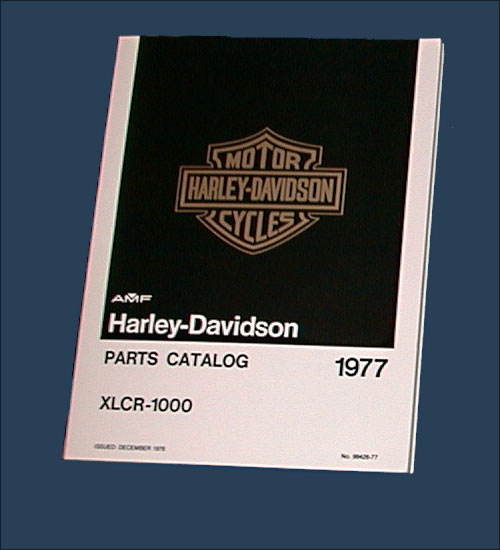 MOTOR
HARLEY-DAVIDSON
CYCLES
AMF
Harley-Davidson
PARTS CATALOG 1977
XLCR-1000
ISSUED: DECEMBER 1976
No. 99426-77